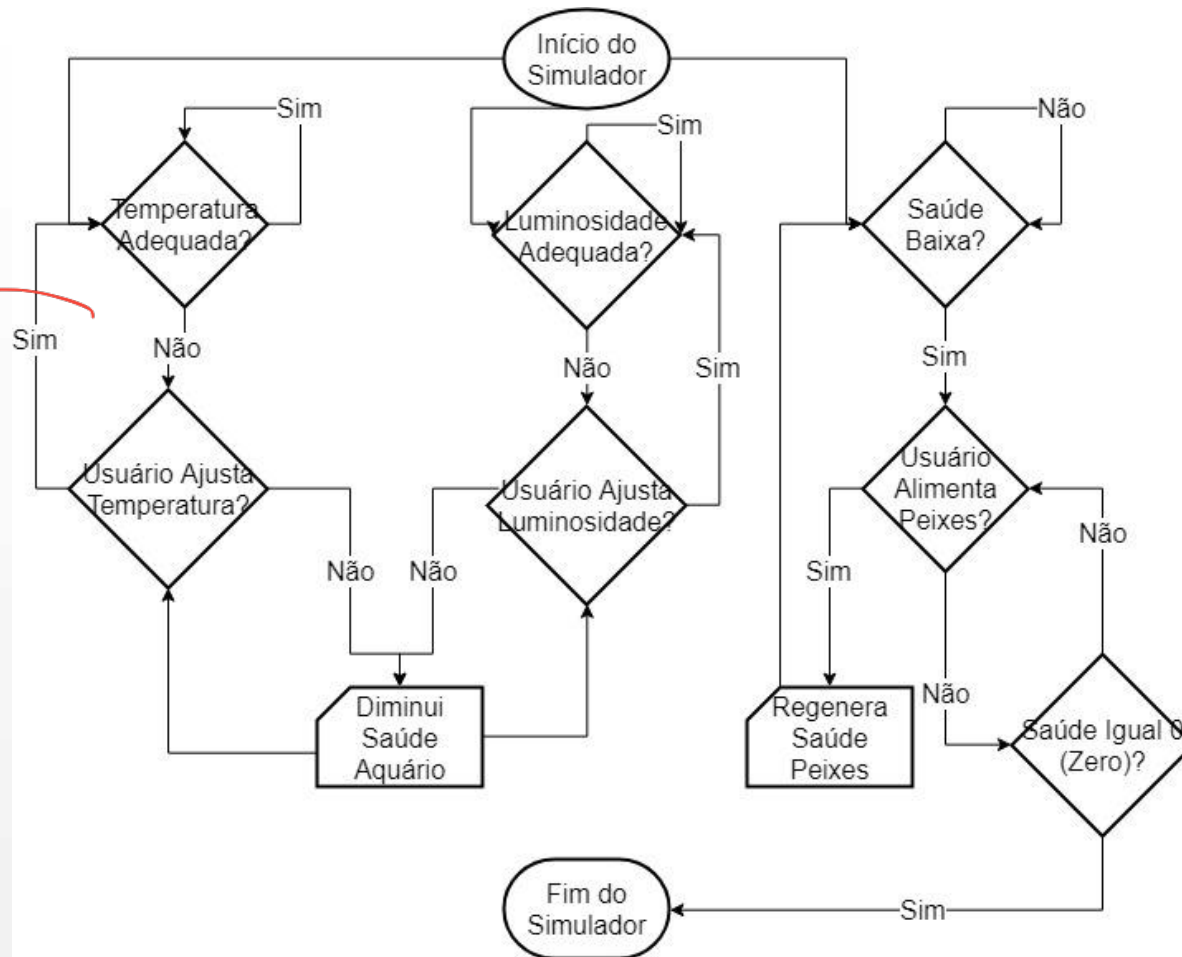 Início do
Simulador
Sim
Sim
Não
Temperatura
Adequada?
Luminosidade
Adequada?
Saúde
Baixa?
Sim
Não
Não
Sim
Sim
Usuário Ajusta
Temperatura?
Usuário Ajusta
Luminosidade?
Usuário
Alimenta
Peixes?
Não
Não
Não
Sim
Não
Diminui
Saúde
Aquário
Regenera
Saúde
Peixes
Saúde Igual 0
(Zero)?
Fim do
Simulador
Sim